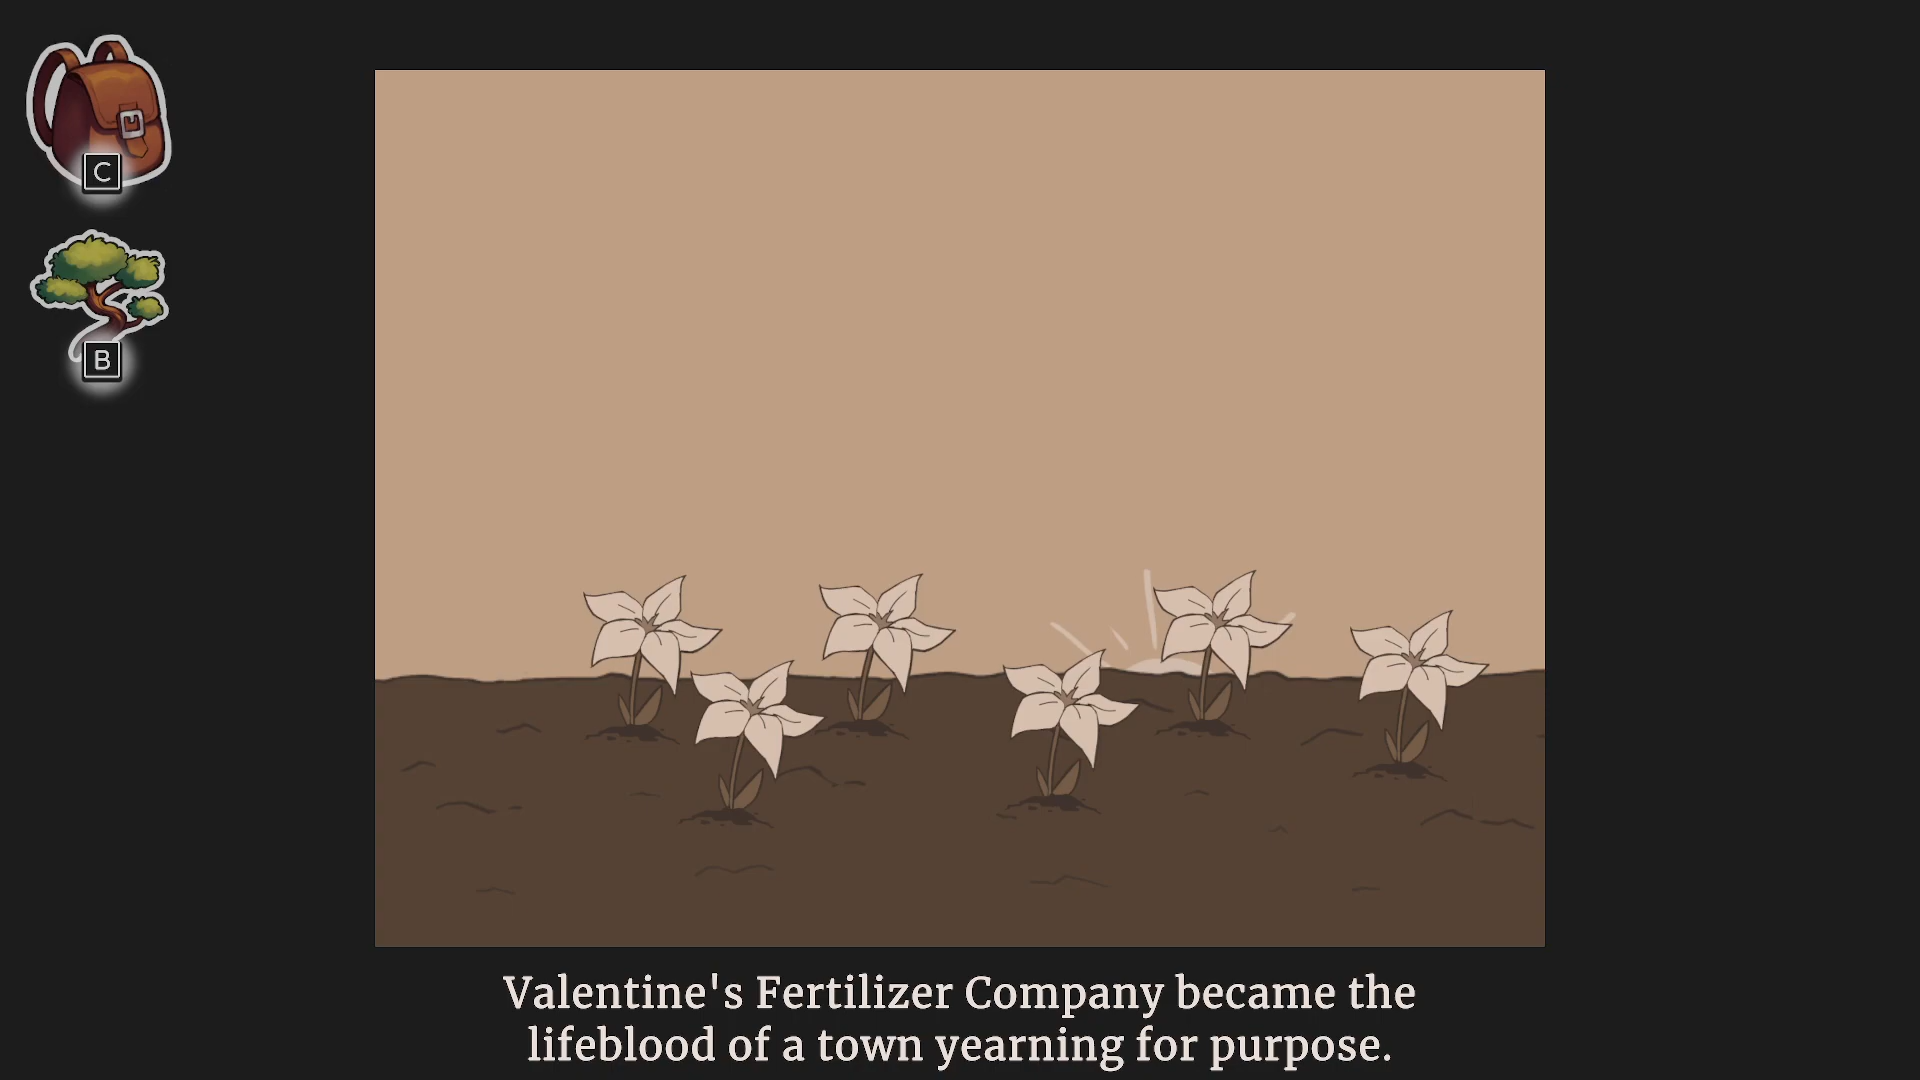 C
B
Valentine's Fertilizer Company became the
lifeblood of a town yearning for purpose.